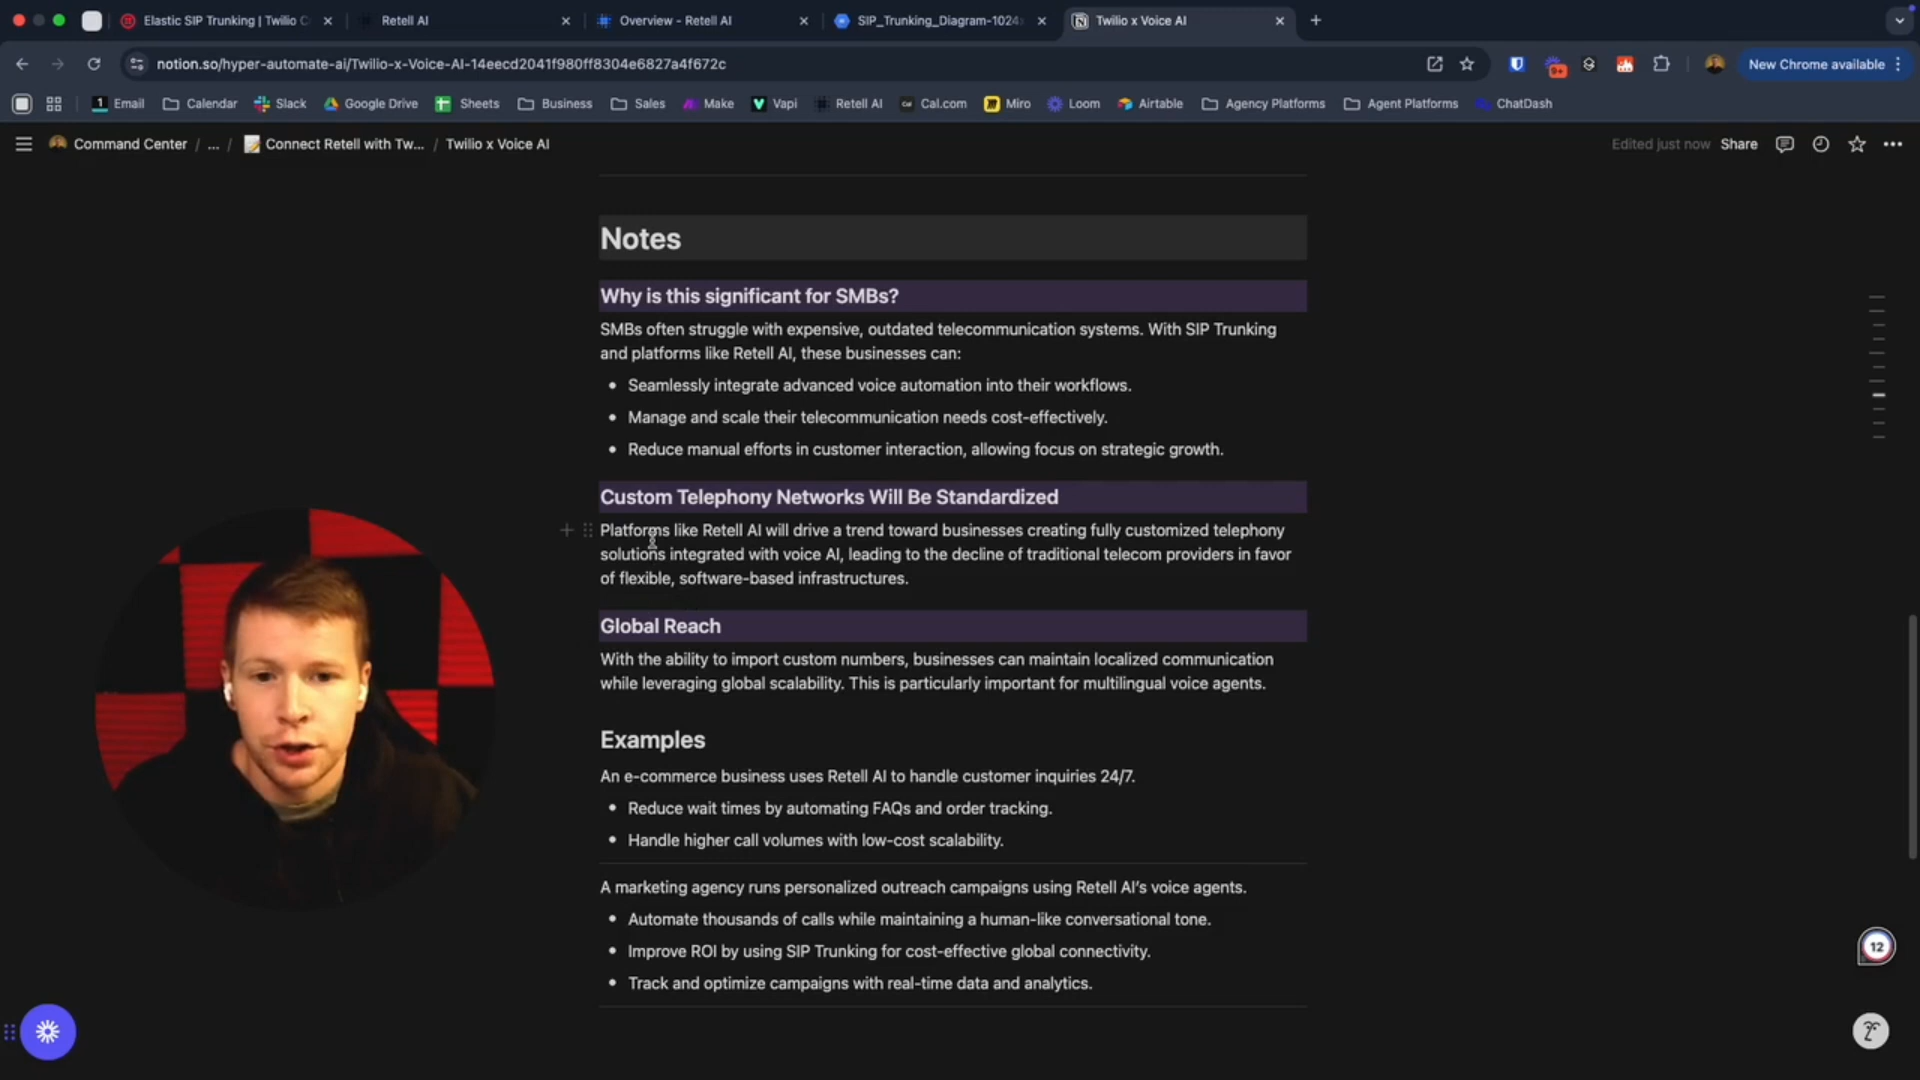 Elastic SIP Trunking | Twilio C
Retell AI
Overview - Retell AI
SIP_Trunking_Diagram-1024
Twilio x Voice AI
notion.so/hyper-automate-ai/Twilio-x-Voice-AI-14eecd2041f980ff8304e6827a4f672c
9+
New Chrome available
Email
Calendar
Slack
Google Drive
Sheets
Business
Sales
Make
Vapi
Retell AI
Cal.com
Miro
Loom
Airtable
Agency Platforms
Agent Platforms
ChatDash
Command Center / ... / Connect Retell with Tw... / Twilio x Voice AI
Edited just now
Share
Notes
Why is this significant for SMBs?
SMBs often struggle with expensive, outdated telecommunication systems. With SIP Trunking
and platforms like Retell AI, these businesses can:
• Seamlessly integrate advanced voice automation into their workflows.
• Manage and scale their telecommunication needs cost-effectively.
• Reduce manual efforts in customer interaction, allowing focus on strategic growth.
Custom Telephony Networks Will Be Standardized
Platforms like Retell AI will drive a trend toward businesses creating fully customized telephony
solutions integrated with voice AI, leading to the decline of traditional telecom providers in favor
of flexible, software-based infrastructures.
Global Reach
With the ability to import custom numbers, businesses can maintain localized communication
while leveraging global scalability. This is particularly important for multilingual voice agents.
Examples
An e-commerce business uses Retell AI to handle customer inquiries 24/7.
• Reduce wait times by automating FAQs and order tracking.
• Handle higher call volumes with low-cost scalability.
A marketing agency runs personalized outreach campaigns using Retell AI’s voice agents.
• Automate thousands of calls while maintaining a human-like conversational tone.
• Improve ROI by using SIP Trunking for cost-effective global connectivity.
• Track and optimize campaigns with real-time data and analytics.
12